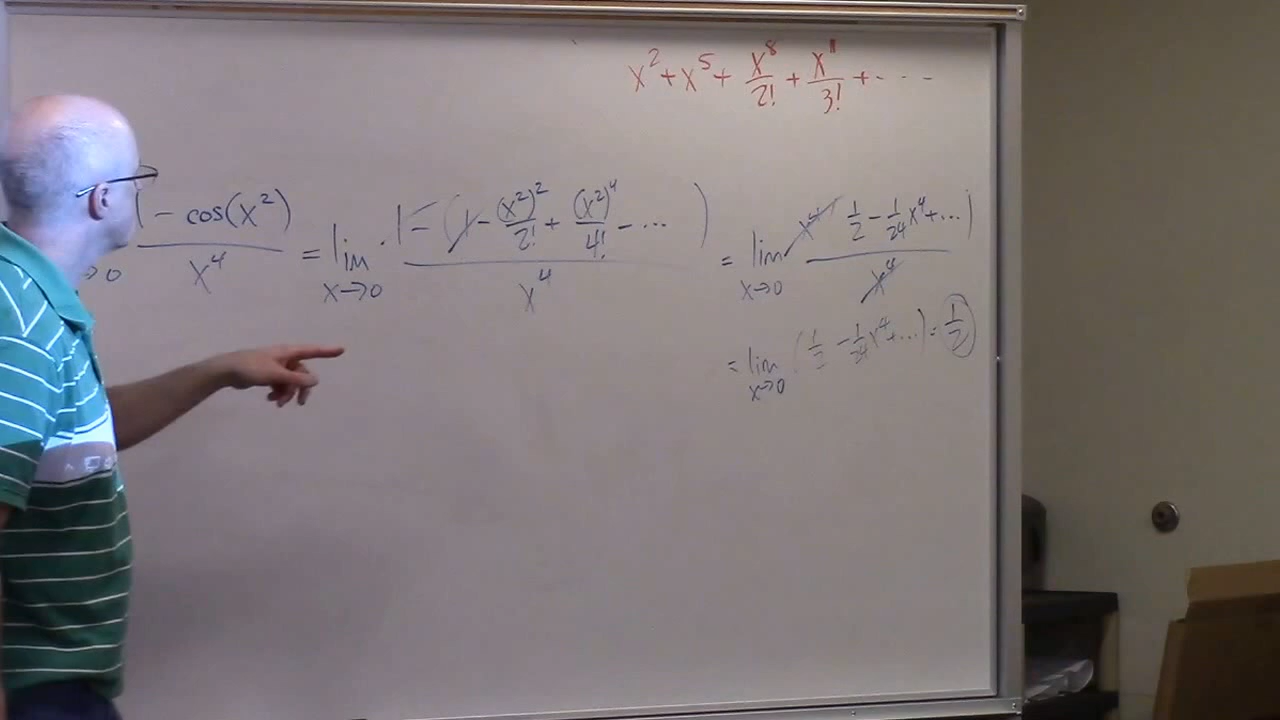 x² + x⁵ + x⁸/2! + x¹¹/3! + ...
1 - cos(x²) / x⁴ = lim x→0 1 - (1 - (x²)²/2! + (x²)⁴/4! - ...) / x⁴ = lim x→0 x⁴(1/2 - 1/24 x⁴ + ...) / x⁴
→0
= lim x→0 (1/2 - 1/24 x⁴ + ...) = 1/2